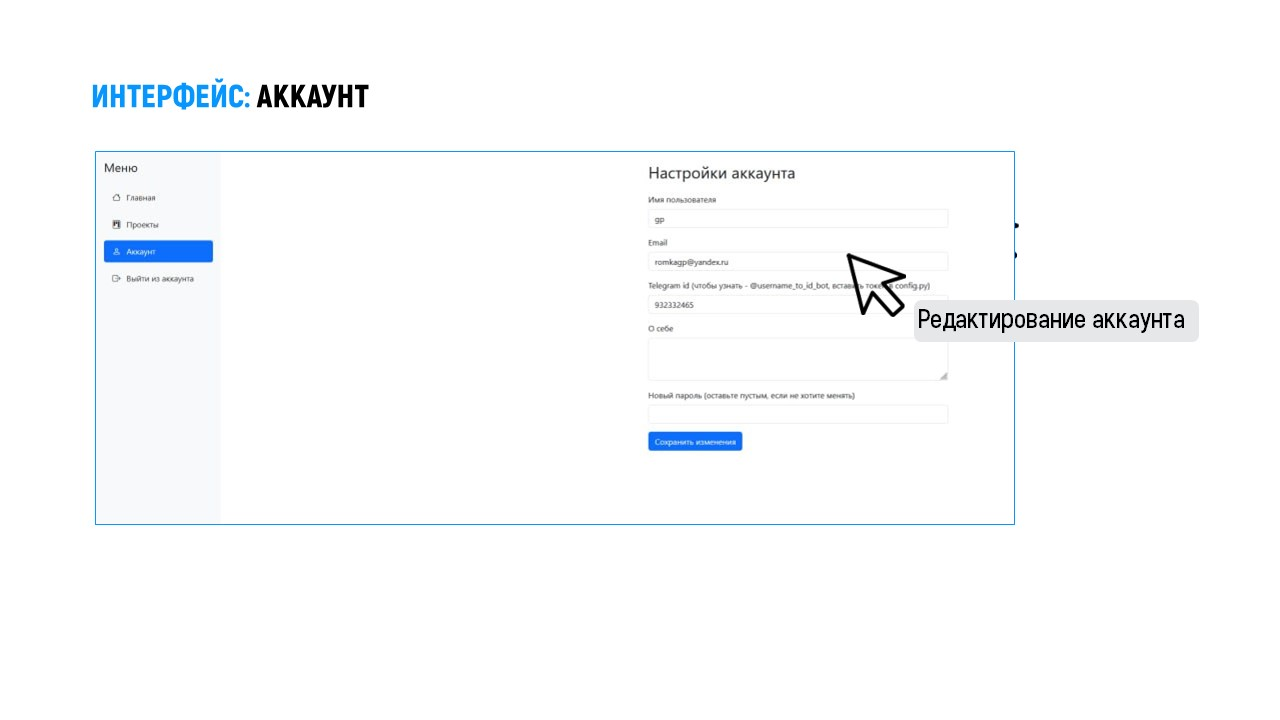 ИНТЕРФЕЙС: АККАУНТ
Меню
Главная
Проекты
Аккаунт
Выйти из аккаунта
Настройки аккаунта
Имя пользователя
gp
Email
romkagp@yandex.ru
Telegram id (чтобы узнать - @username_to_id_bot, вставить токен в config.py)
932332465
Редактирование аккаунта
О себе
Новый пароль (оставьте пустым, если не хотите менять)
Сохранить изменения